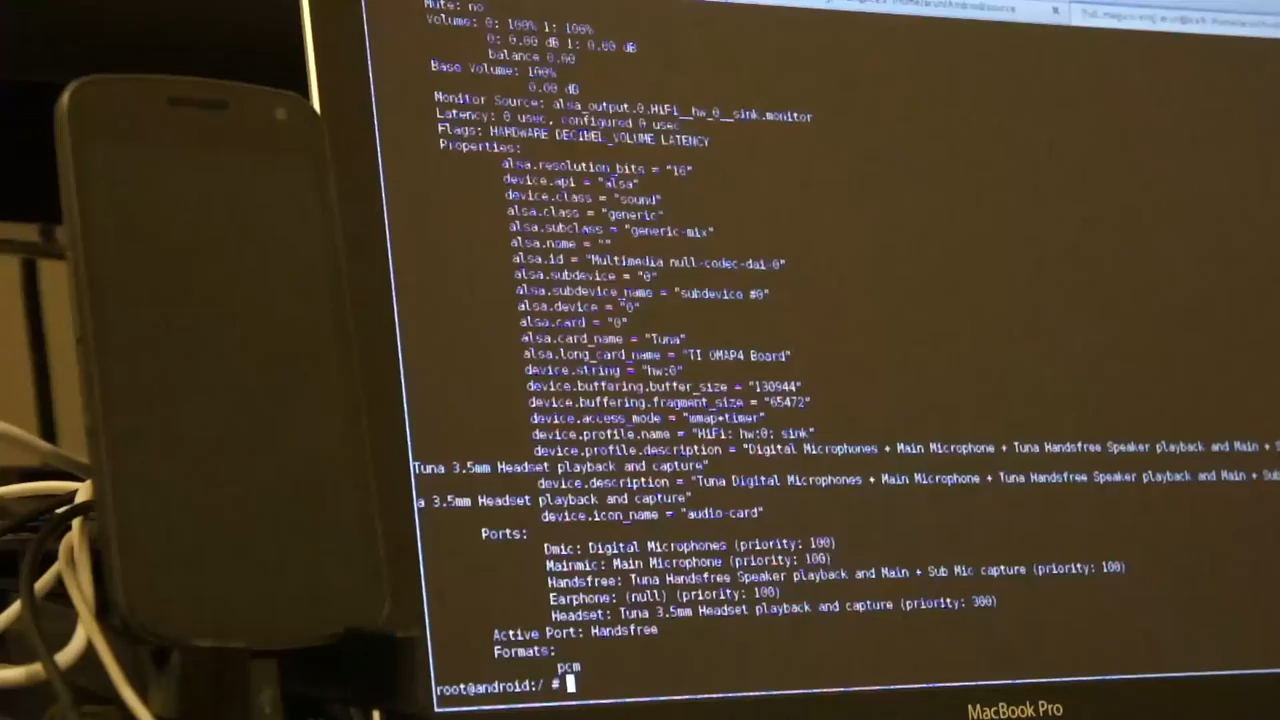 Mute: no
Volume: 0: 100% 1: 100%
0: 0.00 dB 1: 0.00 dB
balance 0.00
Base Volume: 100%
0.00 dB
Monitor Source: alsa_output.0.HiFi__hw_0__sink.monitor
Latency: 0 usec, configured 0 usec
Flags: HARDWARE DECIBEL_VOLUME LATENCY
Properties:
alsa.resolution_bits = "16"
device.api = "alsa"
device.class = "sound"
alsa.class = "generic"
alsa.subclass = "generic-mix"
alsa.name = ""
alsa.id = "Multimedia null-codec-dai-0"
alsa.subdevice = "0"
alsa.subdevice_name = "subdevice #0"
alsa.device = "0"
alsa.card = "0"
alsa.card_name = "Tuna"
alsa.long_card_name = "TI OMAP4 Board"
device.string = "hw:0"
device.buffering.buffer_size = "130944"
device.buffering.fragment_size = "65472"
device.access_mode = "mmap+timer"
device.profile.name = "HiFi: hw:0: sink"
device.profile.description = "Digital Microphones + Main Microphone + Tuna Handsfree Speaker playback and Main +
Tuna 3.5mm Headset playback and capture"
device.description = "Tuna Digital Microphones + Main Microphone + Tuna Handsfree Speaker playback and Main +
a 3.5mm Headset playback and capture"
device.icon_name = "audio-card"
Ports:
Dmic: Digital Microphones (priority: 100)
Mainmic: Main Microphone (priority: 100)
Handsfree: Tuna Handsfree Speaker playback and Main + Sub Mic capture (priority: 100)
Earphone: (null) (priority: 100)
Headset: Tuna 3.5mm Headset playback and capture (priority: 300)
Active Port: Handsfree
Formats:
pcm
root@android:/ #
MacBook Pro